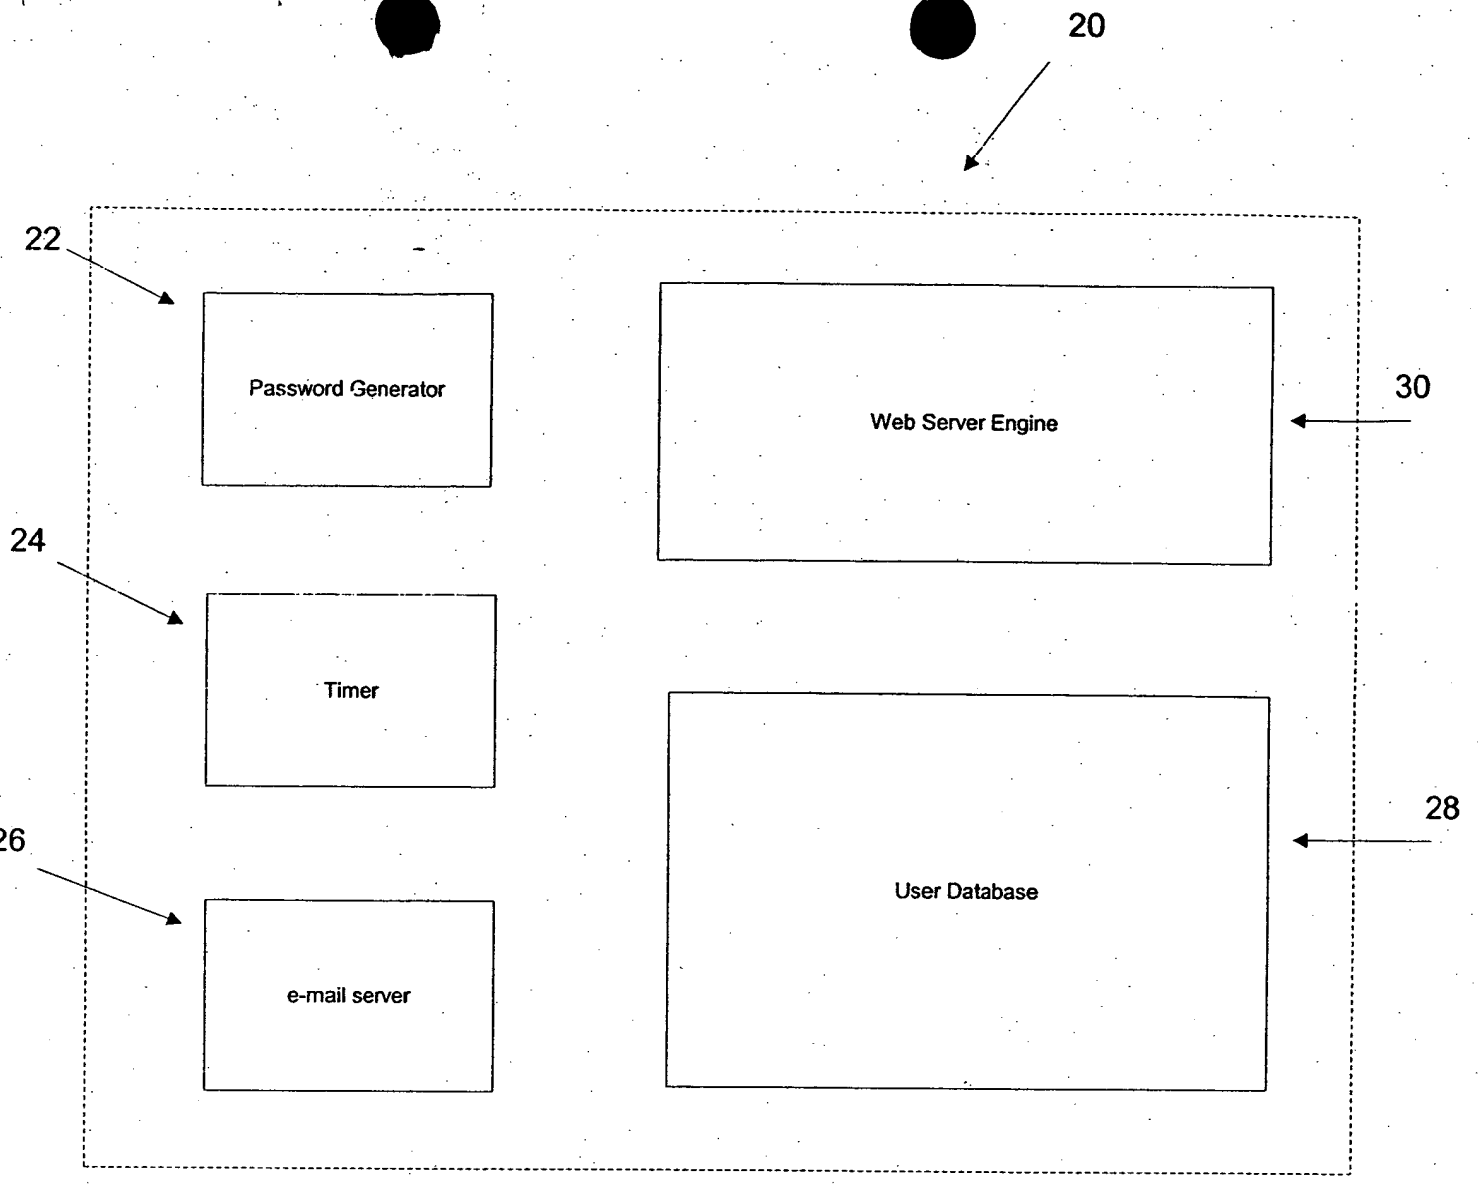 20
22
Password Generator
Web Server Engine
30
24
Timer
28
26
User Database
e-mail server